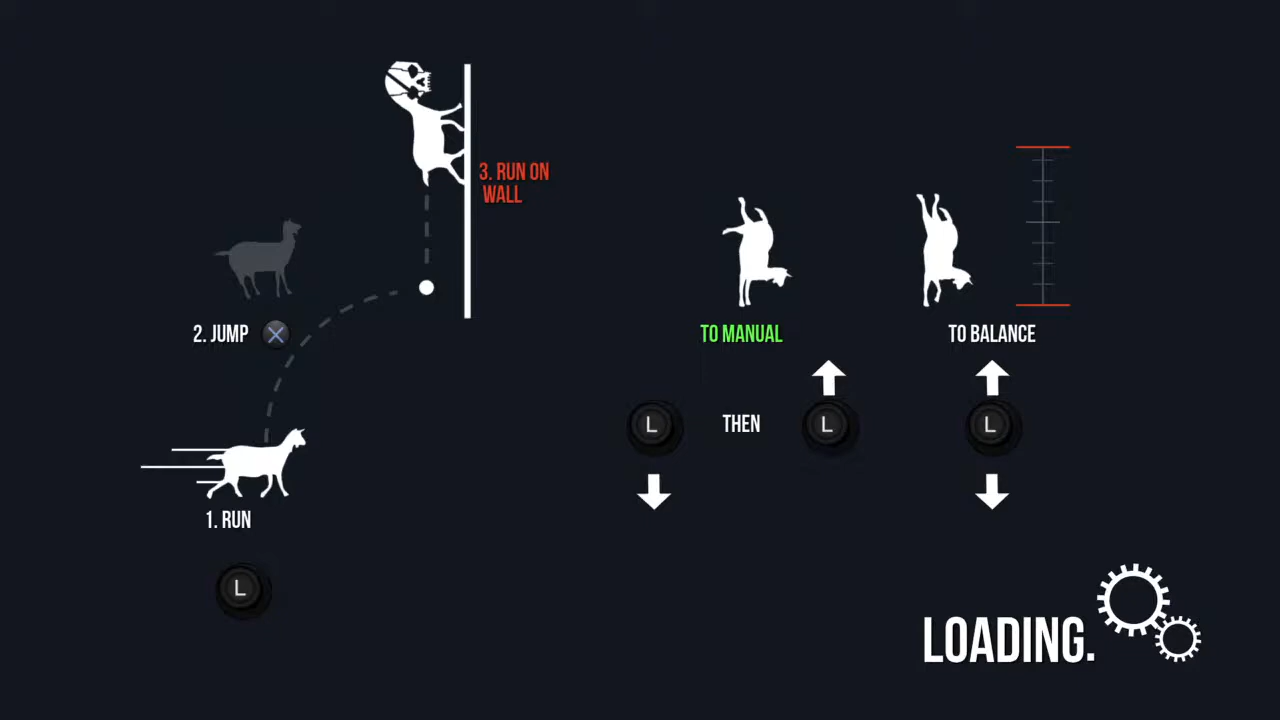 3. RUN ON
WALL
2. JUMP
1. RUN
L
TO MANUAL
TO BALANCE
L THEN L L
LOADING.